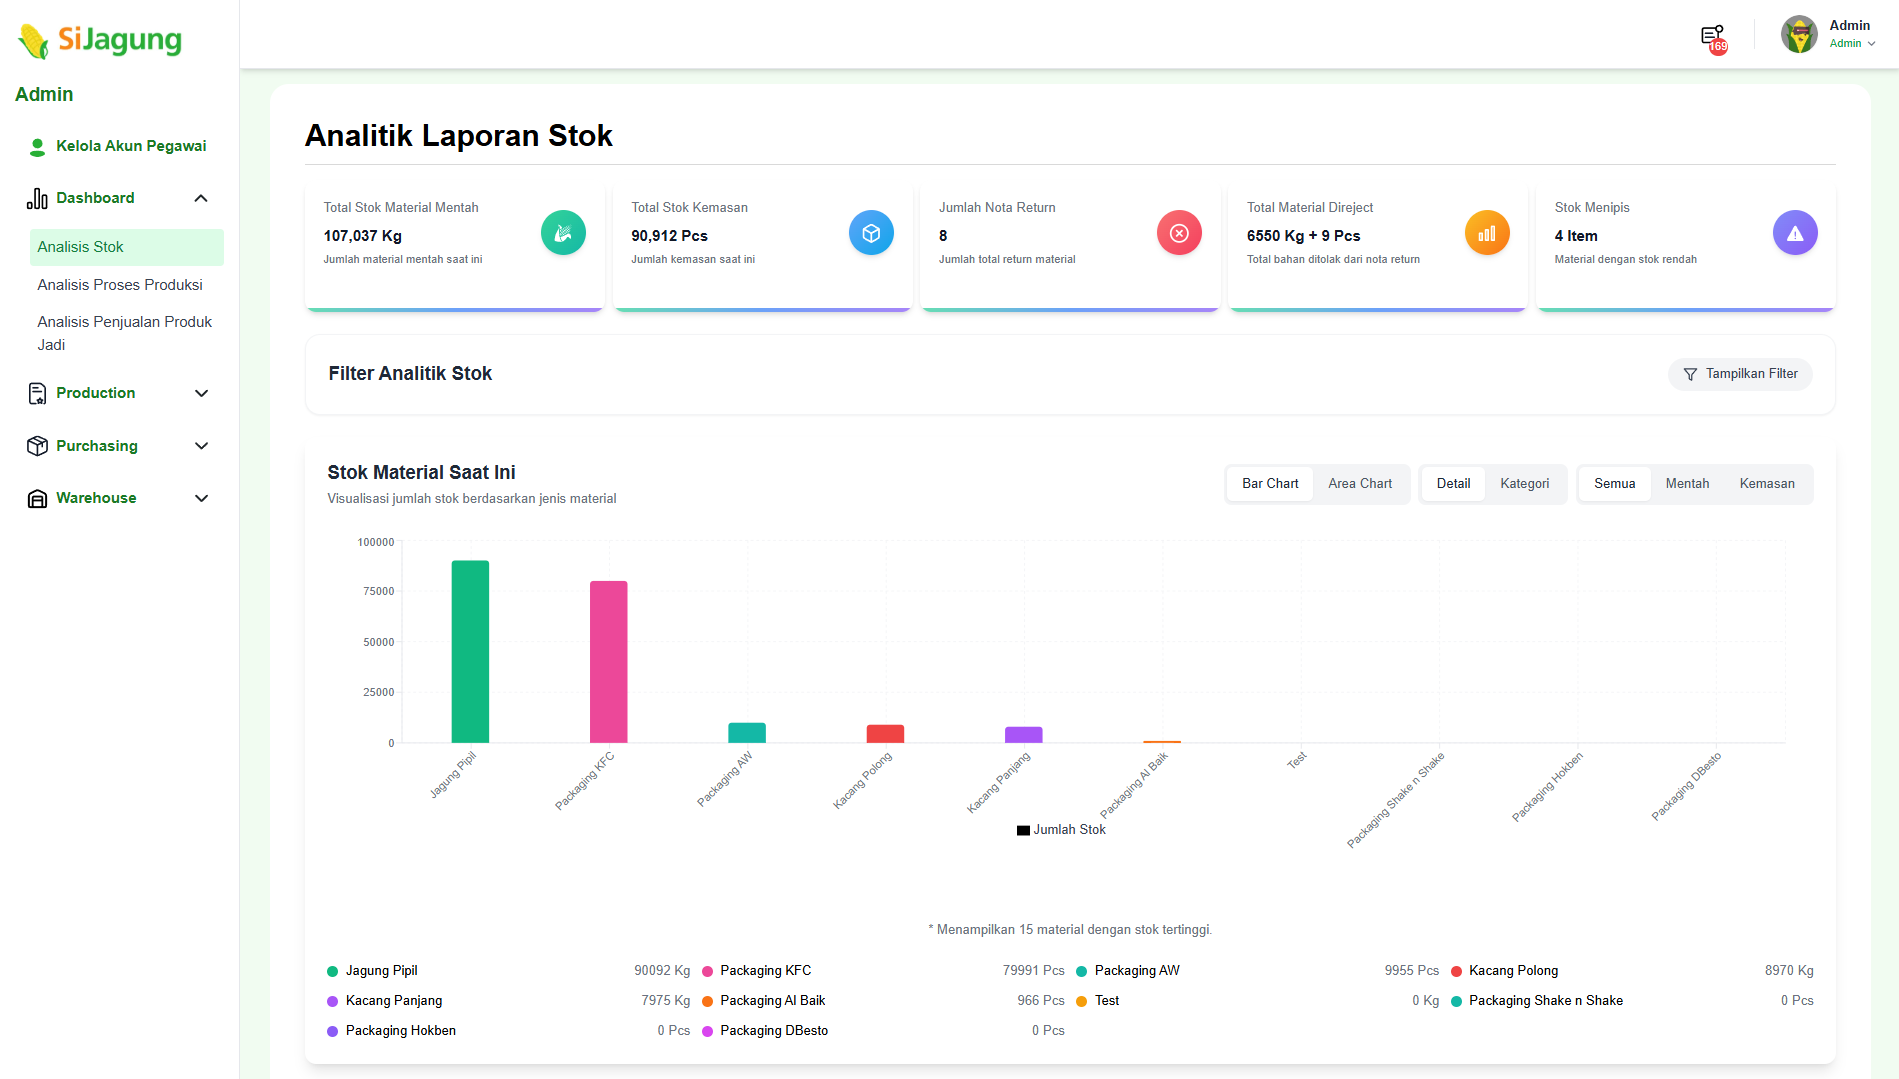 SiJagung
Admin
Kelola Akun Pegawai
Dashboard
Analisis Stok
Analisis Proses Produksi
Analisis Penjualan Produk
Jadi
Production
Purchasing
Warehouse
169
Admin
Admin
Analitik Laporan Stok
Total Stok Material Mentah
107,037 Kg
Jumlah material mentah saat ini
Total Stok Kemasan
90,912 Pcs
Jumlah kemasan saat ini
Jumlah Nota Return
8
Jumlah total return material
Total Material Direject
6550 Kg + 9 Pcs
Total bahan ditolak dari nota return
Stok Menipis
4 Item
Material dengan stok rendah
Filter Analitik Stok
Tampilkan Filter
Stok Material Saat Ini
Visualisasi jumlah stok berdasarkan jenis material
Bar Chart Area Chart
Detail Kategori
Semua Mentah Kemasan
100000
75000
50000
25000
0
Jagung Pipil
Packaging KFC
Packaging AW
Kacang Polong
Kacang Panjang
Packaging Al Baik
Test
Packaging Shake n Shake
Packaging Hokben
Packaging DBesto
Jumlah Stok
* Menampilkan 15 material dengan stok tertinggi.
Jagung Pipil 90092 Kg Packaging KFC 79991 Pcs Packaging AW 9955 Pcs Kacang Polong 8970 Kg
Kacang Panjang 7975 Kg Packaging Al Baik 966 Pcs Test 0 Kg Packaging Shake n Shake 0 Pcs
Packaging Hokben 0 Pcs Packaging DBesto 0 Pcs